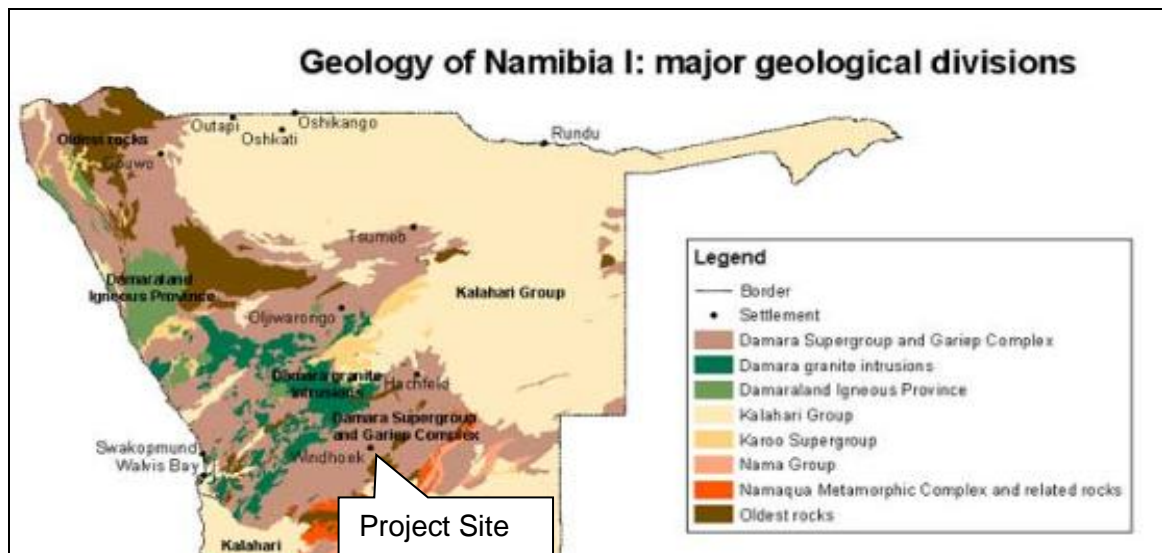 Geology of Namibia I: major geological divisions
Oshikango
Outapi
Oshkati
Rundu
Oldest rocks
Opuwo
Tsumeb
Damaraland
Igneous Province
Kalahari Group
Otjiwarongo
Damara granite
intrusions
Hachfeld
Damara Supergroup
and Gariep Complex
Swakopmund
Walvis Bay
Windhoek
Project Site
Kalahari
Legend
Border
Settlement
Damara Supergroup and Gariep Complex
Damara granite intrusions
Damaraland Igneous Province
Kalahari Group
Karoo Supergroup
Nama Group
Namaqua Metamorphic Complex and related rocks
Oldest rocks